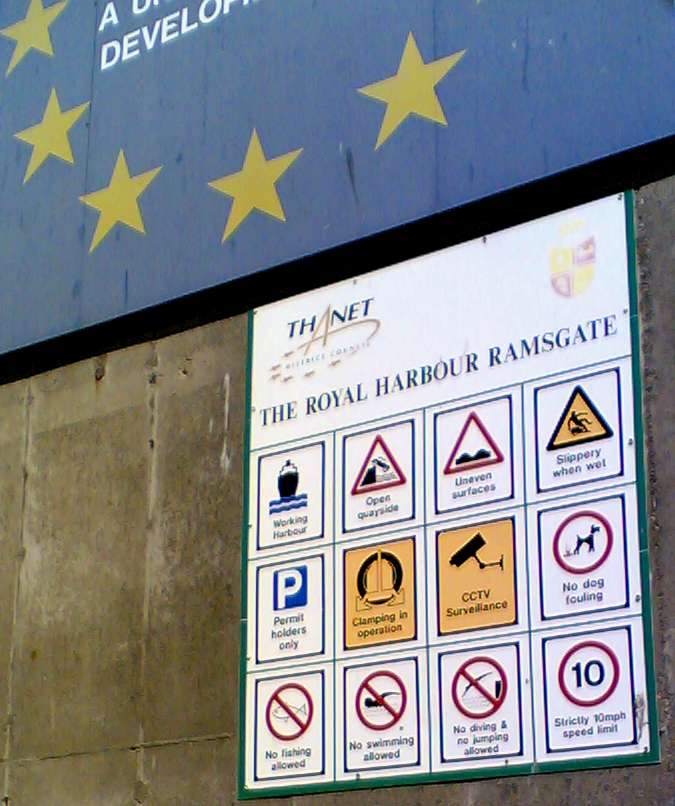 A U
DEVELOP
THANET
DISTRICT COUNCIL
THE ROYAL HARBOUR RAMSGATE
Working
Harbour
Open
quayside
Uneven
surfaces
Slippery
when wet
P
Permit
holders
only
Clamping in
operation
CCTV
Surveillance
No dog
fouling
No fishing
allowed
No swimming
allowed
No diving &
no jumping
allowed
10
Strictly 10mph
speed limit